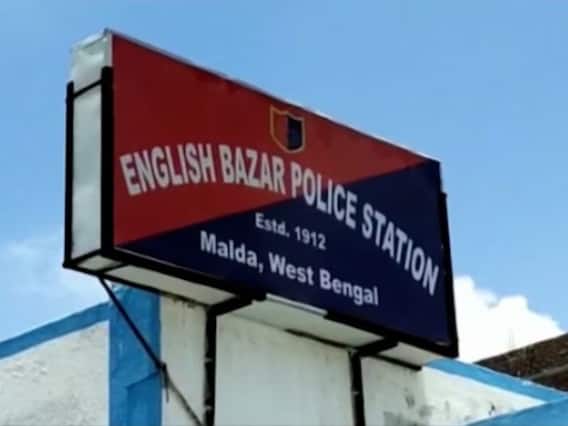 ENGLISH BAZAR POLICE STATION
Estd. 1912
Malda, West Bengal